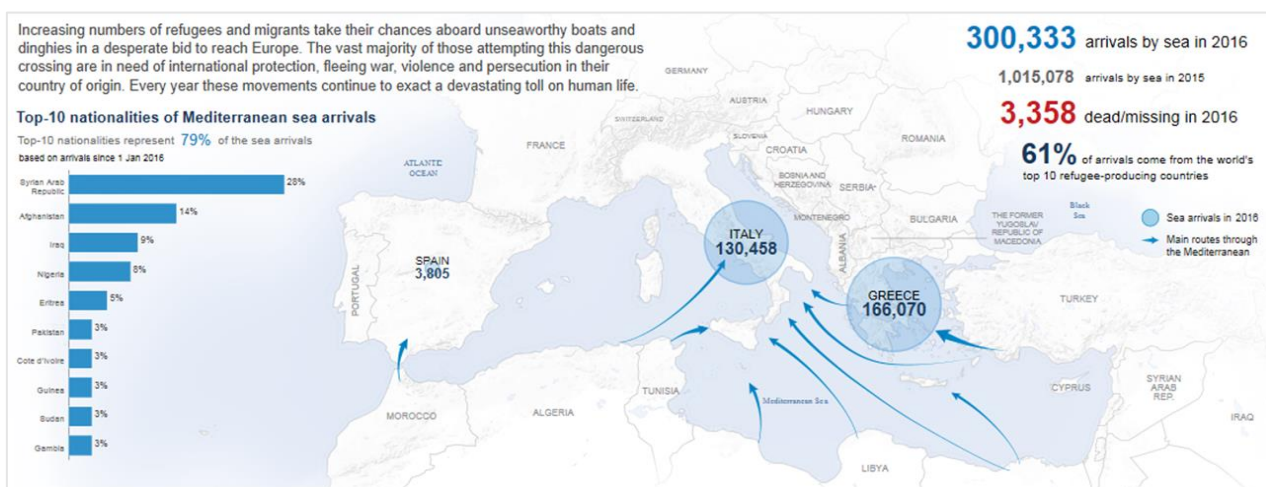 Increasing numbers of refugees and migrants take their chances aboard unseaworthy boats and
dinghies in a desperate bid to reach Europe. The vast majority of those attempting this dangerous
crossing are in need of international protection, fleeing war, violence and persecution in their
country of origin. Every year these movements continue to exact a devastating toll on human life.
300,333 arrivals by sea in 2016
1,015,078 arrivals by sea in 2015
3,358 dead/missing in 2016
61% of arrivals come from the world's
top 10 refugee-producing countries
Top-10 nationalities of Mediterranean sea arrivals
Top-10 nationalities represent 79% of the sea arrivals
based on arrivals since 1 Jan 2016
Syrian Arab
Republic
28%
Afghanistan
14%
Iraq
9%
Nigeria
8%
Eritrea
5%
Pakistan
3%
Cote d'Ivoire
3%
Guinea
3%
Sudan
3%
Gambia
3%
GERMANY
AUSTRIA
SWITZERLAND
HUNGARY
SLOVENIA
ROMANIA
FRANCE
CROATIA
ATLANTE
OCEAN
BOSNIA AND
HERZEGOVINA
SERBIA
Black
Sea
MONTENEGRO
BULGARIA
THE FORMER
YUGOSLAV
REPUBLIC OF
MACEDONIA
Sea arrivals in 2016
Main routes through
the Mediterranean
ITALY
130,458
ALBANIA
SPAIN
3,805
PORTUGAL
GREECE
166,070
TURKEY
CYPRUS
SYRIAN
ARAB
REP.
TUNISIA
Mediterranean Sea
MOROCCO
ALGERIA
IRAQ
LIBYA